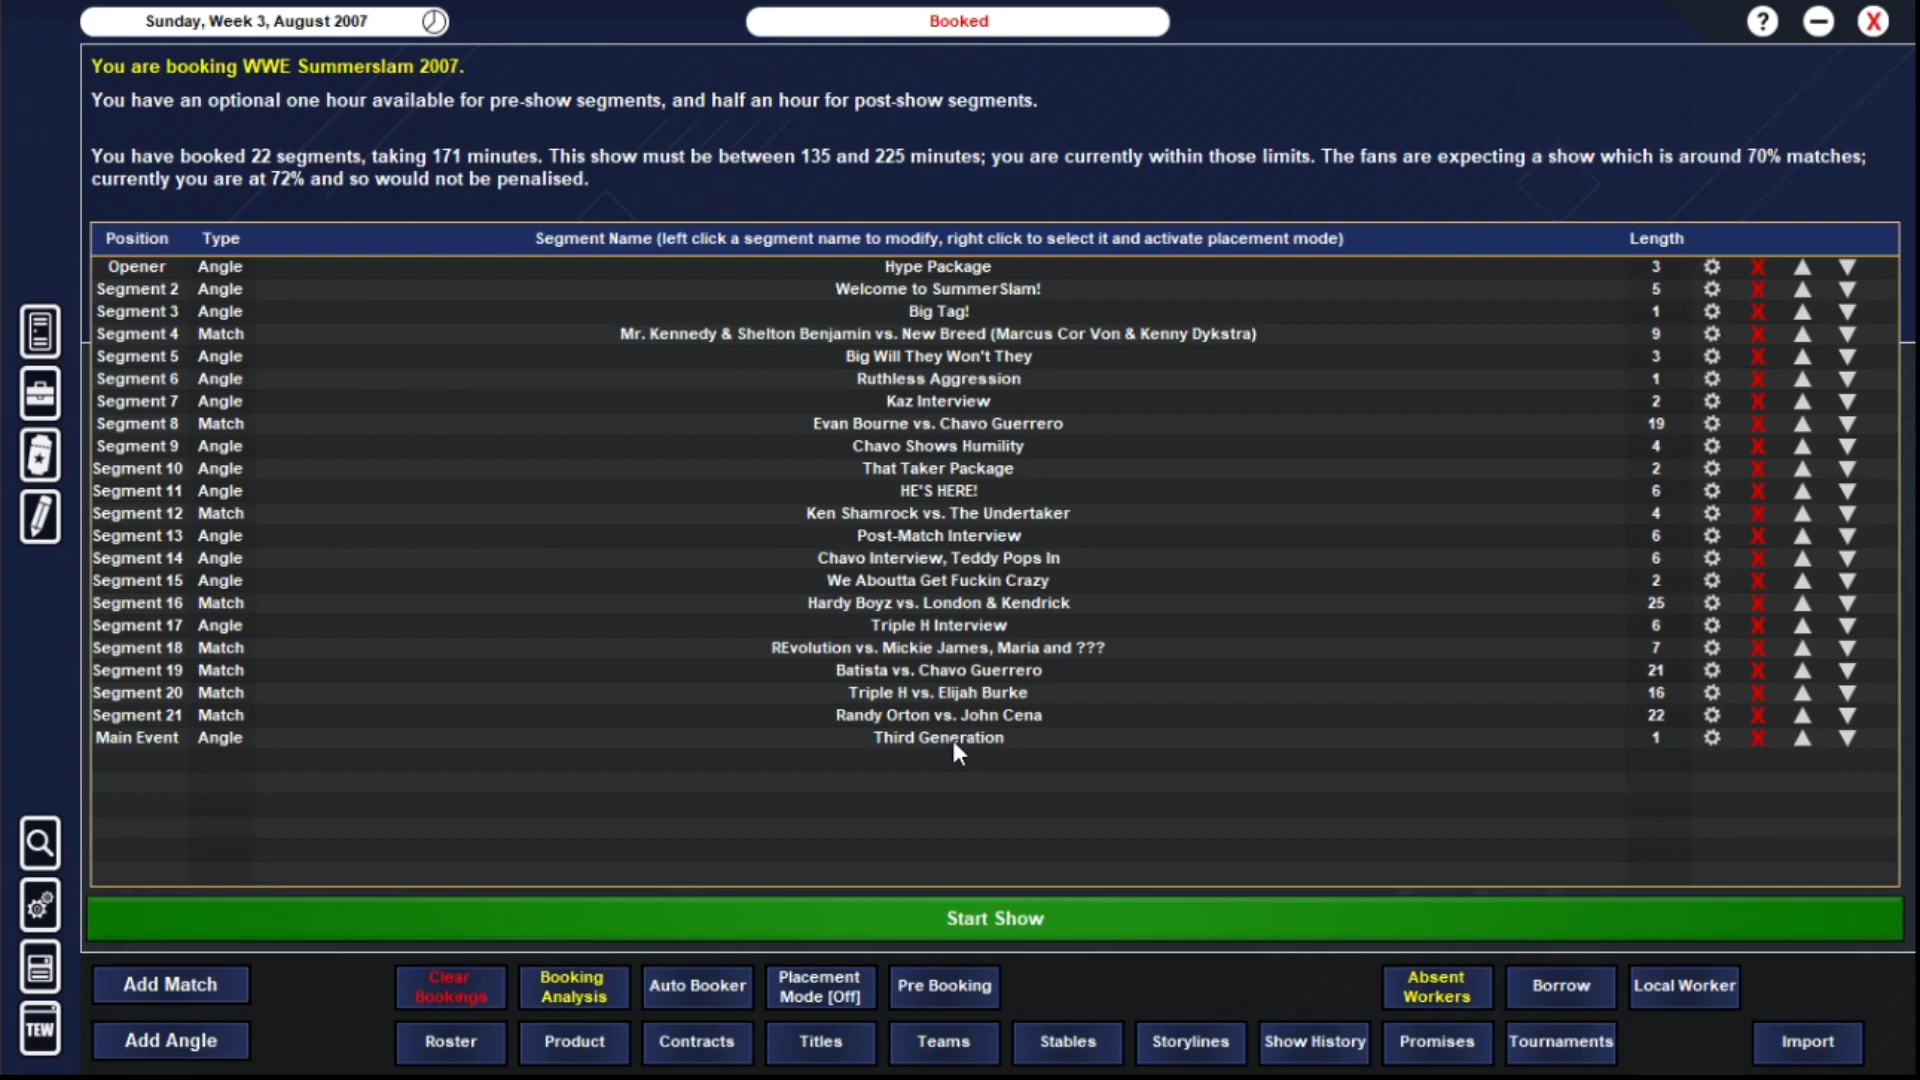 Sunday, Week 3, August 2007
Booked
?
X
You are booking WWE Summerslam 2007.
You have an optional one hour available for pre-show segments, and half an hour for post-show segments.
You have booked 22 segments, taking 171 minutes. This show must be between 135 and 225 minutes; you are currently within those limits. The fans are expecting a show which is around 70% matches;
currently you are at 72% and so would not be penalised.
Position Type Segment Name (left click a segment name to modify, right click to select it and activate placement mode) Length
Opener Angle Hype Package 3 X
Segment 2 Angle Welcome to SummerSlam! 5 X
Segment 3 Angle Big Tag! 1 X
Segment 4 Match Mr. Kennedy & Shelton Benjamin vs. New Breed (Marcus Cor Von & Kenny Dykstra) 9 X
Segment 5 Angle Big Will They Won't They 3 X
Segment 6 Angle Ruthless Aggression 1 X
Segment 7 Angle Kaz Interview 2 X
Segment 8 Match Evan Bourne vs. Chavo Guerrero 19 X
Segment 9 Angle Chavo Shows Humility 4 X
Segment 10 Angle That Taker Package 2 X
Segment 11 Angle HE'S HERE! 6 X
Segment 12 Match Ken Shamrock vs. The Undertaker 4 X
Segment 13 Angle Post-Match Interview 6 X
Segment 14 Angle Chavo Interview, Teddy Pops In 6 X
Segment 15 Angle We Aboutta Get Fuckin Crazy 2 X
Segment 16 Match Hardy Boyz vs. London & Kendrick 25 X
Segment 17 Angle Triple H Interview 6 X
Segment 18 Match REvolution vs. Mickie James, Maria and ??? 7 X
Segment 19 Match Batista vs. Chavo Guerrero 21 X
Segment 20 Match Triple H vs. Elijah Burke 16 X
Segment 21 Match Randy Orton vs. John Cena 22 X
Main Event Angle Third Generation 1 X
Start Show
Add Match
Clear
Bookings
Booking
Analysis
Auto Booker
Placement
Mode [Off]
Pre Booking
Absent
Workers
Borrow
Local Worker
TEW
Add Angle
Roster
Product
Contracts
Titles
Teams
Stables
Storylines
Show History
Promises
Tournaments
Import